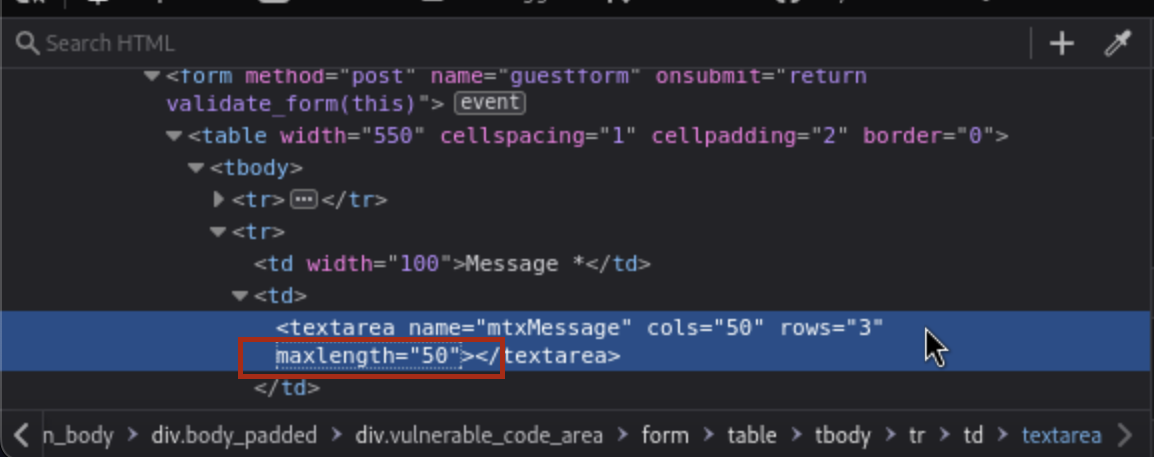 Search HTML
<form method="post" name="guestform" onsubmit="return
validate_form(this)"> event
<table width="550" cellspacing="1" cellpadding="2" border="0">
<tbody>
<tr> ... </tr>
<tr>
<td width="100">Message *</td>
<td>
<textarea name="mtxMessage" cols="50" rows="3"
maxlength="50"></textarea>
</td>
n_body > div.body_padded > div.vulnerable_code_area > form > table > tbody > tr > td > textarea